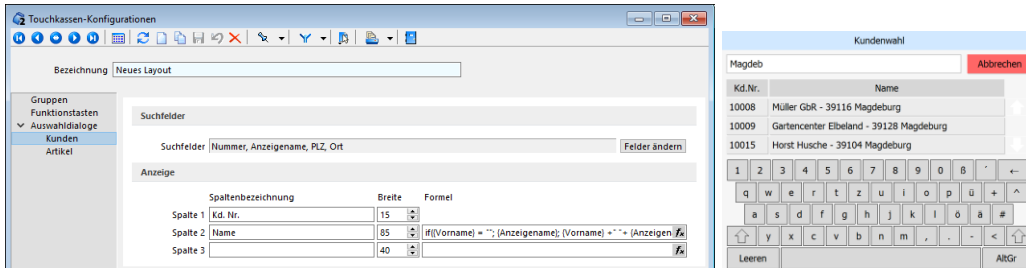 Touchkassen-Konfigurationen
Bezeichnung Neues Layout
Gruppen
Funktionstasten
Auswahldialoge
Kunden
Artikel
Suchfelder
Suchfelder Nummer, Anzeigename, PLZ, Ort Felder ändern
Anzeige
Spaltenbezeichnung Breite Formel
Spalte 1 Kd. Nr. 15
Spalte 2 Name 85 if((Vorname) = ""; (Anzeigename); (Vorname) +" "+ (Anzeigen fx
Spalte 3 40 fx
Kundenwahl
Magdeb Abbrechen
Kd.Nr. Name
10008 Müller GbR - 39116 Magdeburg
10009 Gartencenter Elbeland - 39128 Magdeburg
10015 Horst Husche - 39104 Magdeburg
1 2 3 4 5 6 7 8 9 0 ß ´ ←
q w e r t z u i o p ü + ^
a s d f g h j k l ö ä #
y x c v b n m , . - <
Leeren AltGr